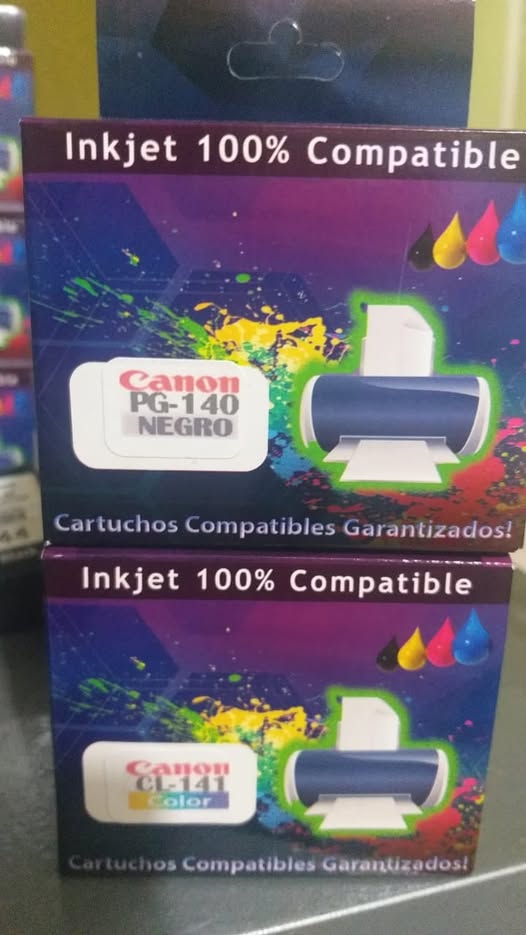 Inkjet 100% Compatible
Canon
PG-140
NEGRO
Cartuchos Compatibles Garantizados!
Inkjet 100% Compatible
Canon
CL-141
Color
Cartuchos Compatibles Garantizados!